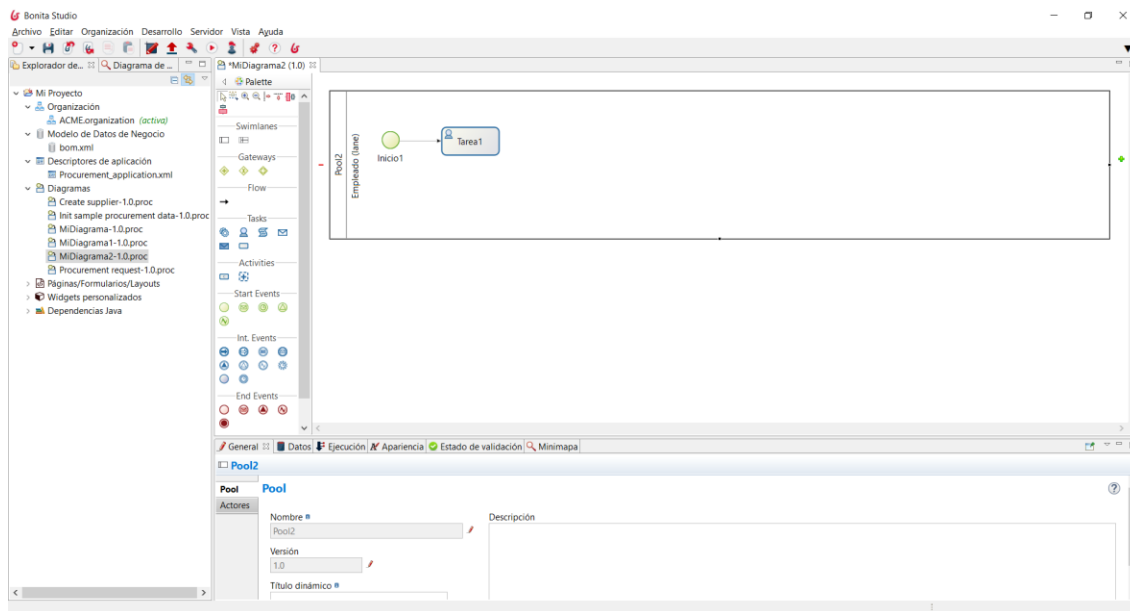 Bonita Studio
Archivo Editar Organización Desarrollo Servidor Vista Ayuda
Explorador de... Diagrama de ...
*MiDiagrama2 (1.0)
Palette
Mi Proyecto
Organización
ACME.organization (activa)
Modelo de Datos de Negocio
bom.xml
Descriptores de aplicación
Procurement_application.xml
Diagramas
Create supplier-1.0.proc
Init sample procurement data-1.0.proc
MiDiagrama-1.0.proc
MiDiagrama1-1.0.proc
MiDiagrama2-1.0.proc
Procurement request-1.0.proc
Páginas/Formularios/Layouts
Widgets personalizados
Dependencias Java
Swimlanes
Gateways
Flow
Tasks
Activities
Start Events
Int. Events
End Events
Pool2
Empleado (lane)
Inicio1
Tarea1
General Datos Ejecución Apariencia Estado de validación Minimapa
Pool2
Pool
Actores
Pool
Nombre
Pool2
Versión
1.0
Título dinámico
Descripción